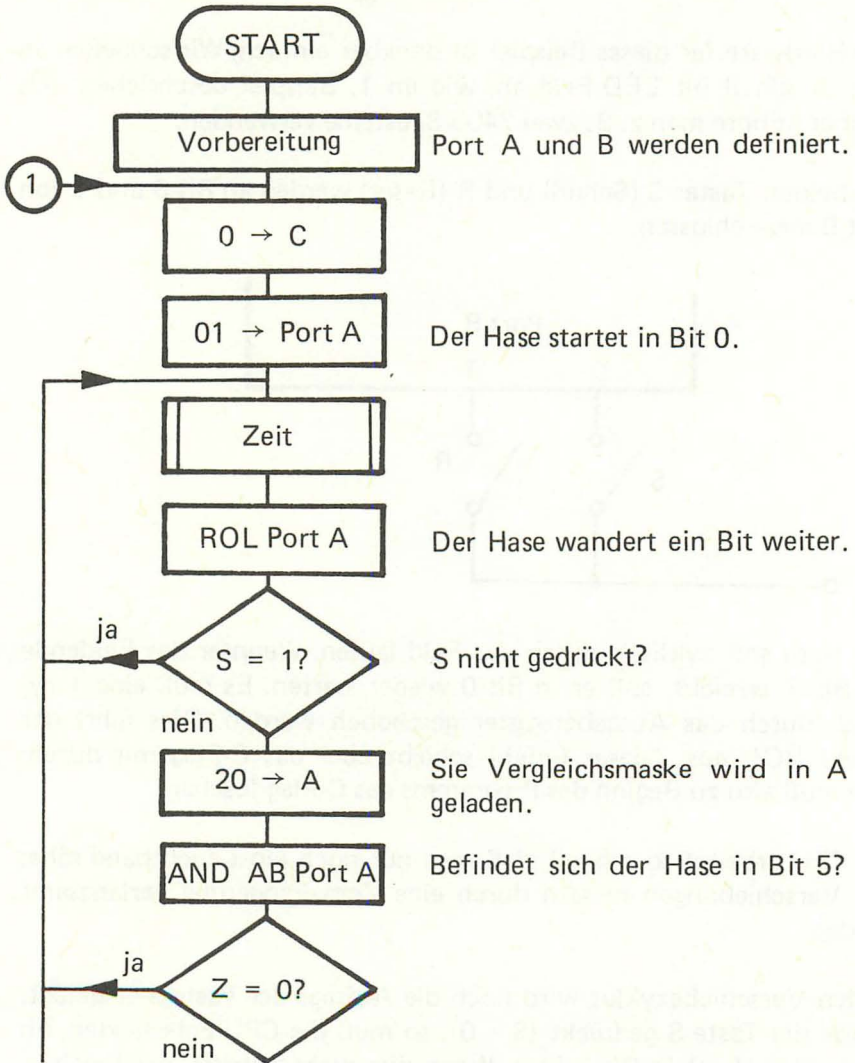 START
Vorbereitung
Port A und B werden definiert.
1
0 → C
01 → Port A
Der Hase startet in Bit 0.
Zeit
ROL Port A
Der Hase wandert ein Bit weiter.
ja
S = 1?
S nicht gedrückt?
nein
20 → A
Sie Vergleichsmaske wird in A
geladen.
AND AB Port A
Befindet sich der Hase in Bit 5?
ja
Z = 0?
nein